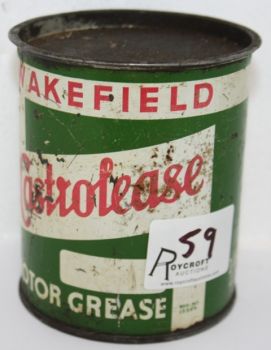 WAKEFIELD
Castrolease
59
ROYCROFT
AUCTIONS
MOTOR GREASE